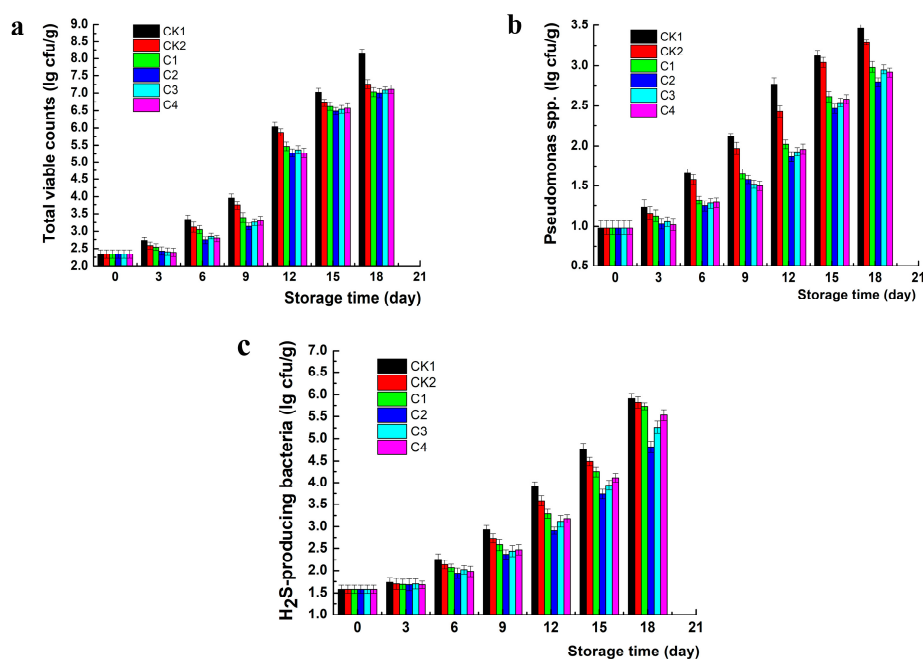 a
Total viable counts (lg cfu/g)
9.0
8.5
8.0
7.5
7.0
6.5
6.0
5.5
5.0
4.5
4.0
3.5
3.0
2.5
2.0
CK1
CK2
C1
C2
C3
C4
0 3 6 9 12 15 18 21
Storage time (day)
b
Pseudomonas spp. (lg cfu/g)
3.5
3.0
2.5
2.0
1.5
1.0
0.5
CK1
CK2
C1
C2
C3
C4
0 3 6 9 12 15 18 21
Storage time (day)
c
H2S-producing bacteria (lg cfu/g)
7.0
6.5
6.0
5.5
5.0
4.5
4.0
3.5
3.0
2.5
2.0
1.5
1.0
CK1
CK2
C1
C2
C3
C4
0 3 6 9 12 15 18 21
Storage time (day)